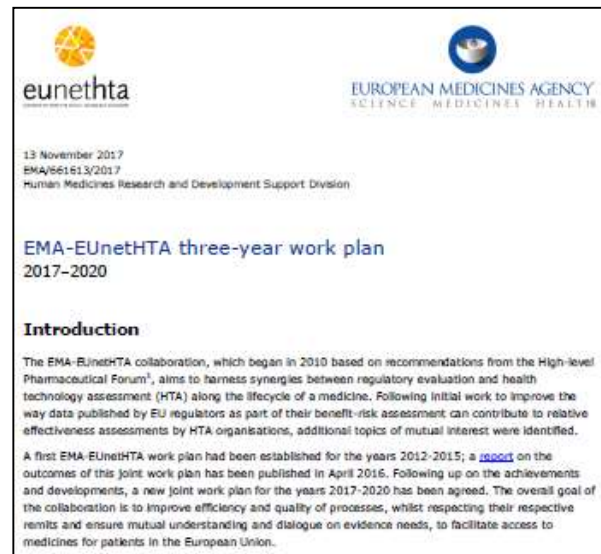 eunethta
EUROPEAN MEDICINES AGENCY
SCIENCE MEDICINES HEALTH
13 November 2017
EMA/661613/2017
Human Medicines Research and Development Support Division
EMA-EUnetHTA three-year work plan
2017–2020
Introduction
The EMA-EUnetHTA collaboration, which began in 2010 based on recommendations from the High-level
Pharmaceutical Forum¹, aims to harness synergies between regulatory evaluation and health
technology assessment (HTA) along the lifecycle of a medicine. Following initial work to improve the
way data published by EU regulators as part of their benefit-risk assessment can contribute to relative
effectiveness assessments by HTA organisations, additional topics of mutual interest were identified.
A first EMA-EUnetHTA work plan had been established for the years 2012-2015; a report on the
outcomes of this joint work plan has been published in April 2016. Following up on the achievements
and developments, a new joint work plan for the years 2017-2020 has been agreed. The overall goal of
the collaboration is to improve efficiency and quality of processes, whilst respecting their respective
remits and ensure mutual understanding and dialogue on evidence needs, to facilitate access to
medicines for patients in the European Union.